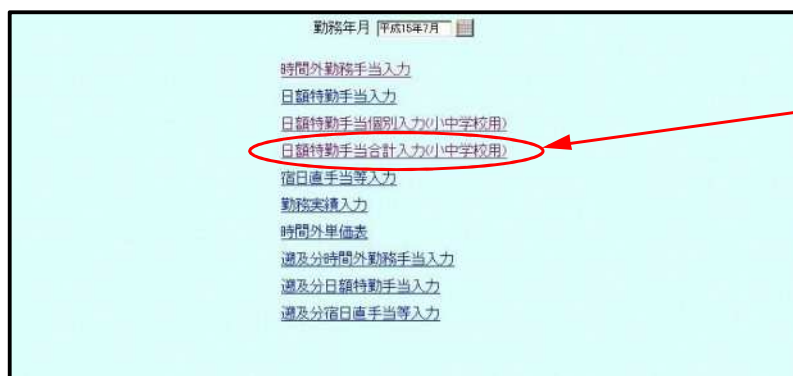 勤務年月 平成15年7月
時間外勤務手当入力
日額特勤手当入力
日額特勤手当個別入力(小中学校用)
日額特勤手当合計入力(小中学校用)
宿日直手当等入力
勤務実績入力
時間外単価表
遡及分時間外勤務手当入力
遡及分日額特勤手当入力
遡及分宿日直手当等入力